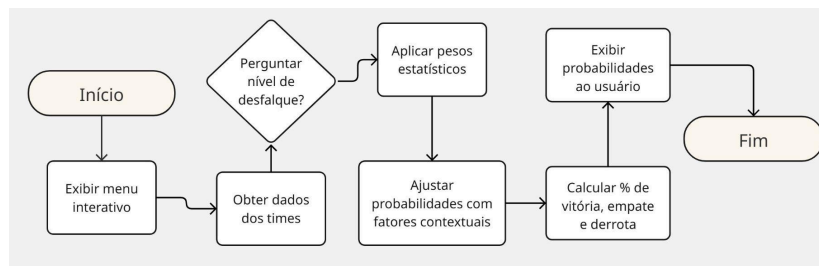 Início
Exibir menu
interativo
Obter dados
dos times
Perguntar
nível de
desfalque?
Aplicar pesos
estatísticos
Ajustar
probabilidades com
fatores contextuais
Calcular % de
vitória, empate
e derrota
Exibir
probabilidades
ao usuário
Fim